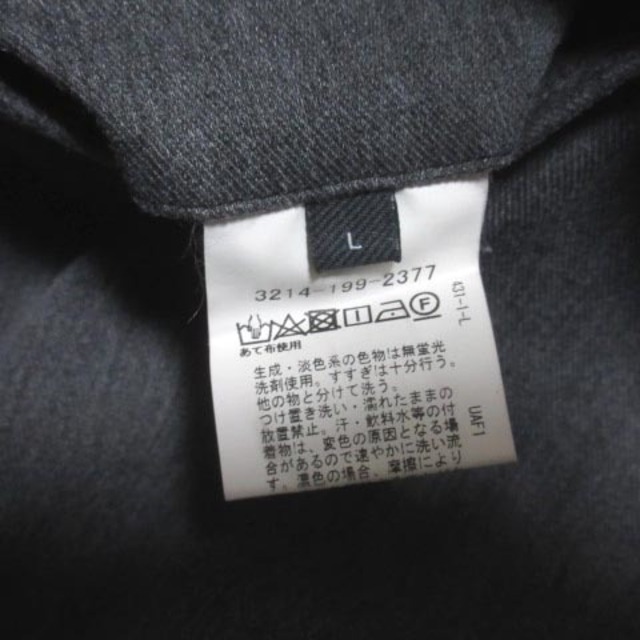 L
3214-199-2377
あて布使用
生成・淡色系の色物は無蛍光
洗剤使用。すすぎは十分行う。
他の物と分けて洗う。
つけ置き洗い・濡れたままの
放置禁止。汗・飲料水等の付
着物は、変色の原因となる場
合があるので速やかに洗い流
す。濃色の場合、摩擦により
40-1-L
UNF1